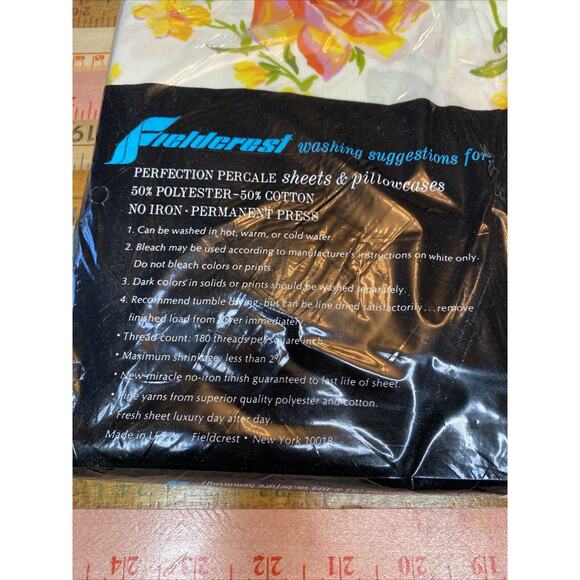 Fieldcrest washing suggestions for
PERFECTION PERCALE sheets & pillowcases
50% POLYESTER-50% COTTON
NO IRON · PERMANENT PRESS
1. Can be washed in hot, warm, or cold water.
2. Bleach may be used according to manufacturer's instructions on white only.
Do not bleach colors or prints.
3. Dark colors in solids or prints should be washed separately.
4. Recommend tumble drying–but can be line dried satisfactorily...remove
finished load from dryer immediately.
• Thread count: 180 threads per square inch.
• Maximum shrinkage: less than 2%
• New miracle no-iron finish guaranteed to last life of sheet.
• Fine yarns from superior quality polyester and cotton.
• Fresh sheet luxury day after day.
Made in U.S.A. Fieldcrest • New York 10018
before hemming)
24 23 22 21 20 19